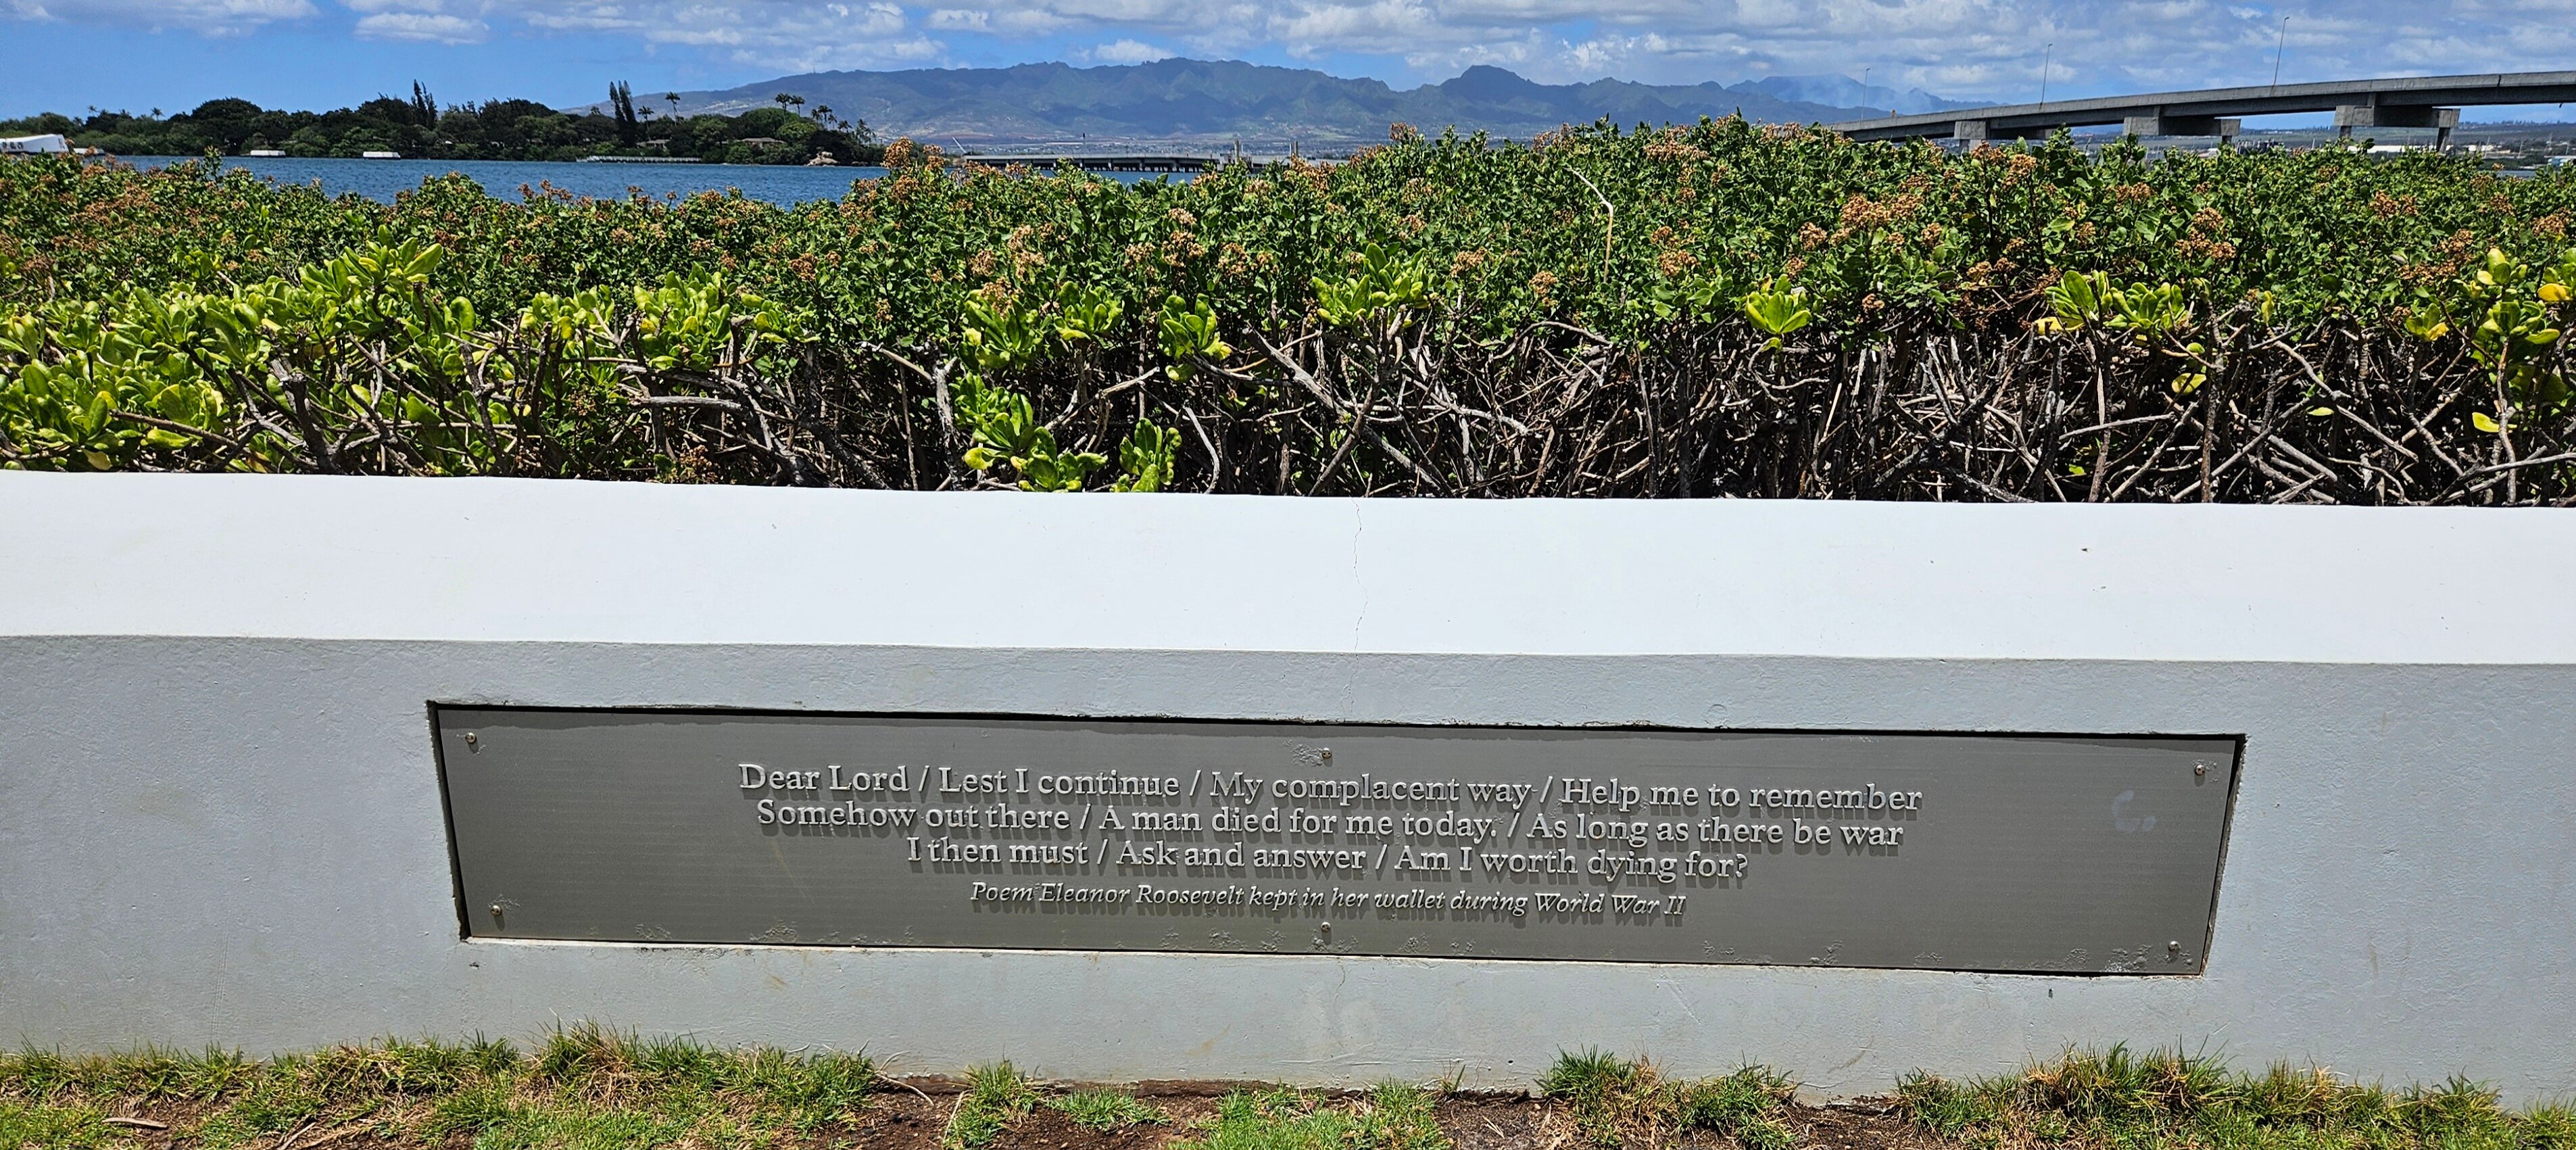 Dear Lord / Lest I continue / My complacent way / Help me to remember
Somehow out there / A man died for me today. / As long as there be war
I then must / Ask and answer / Am I worth dying for?
Poem Eleanor Roosevelt kept in her wallet during World War II